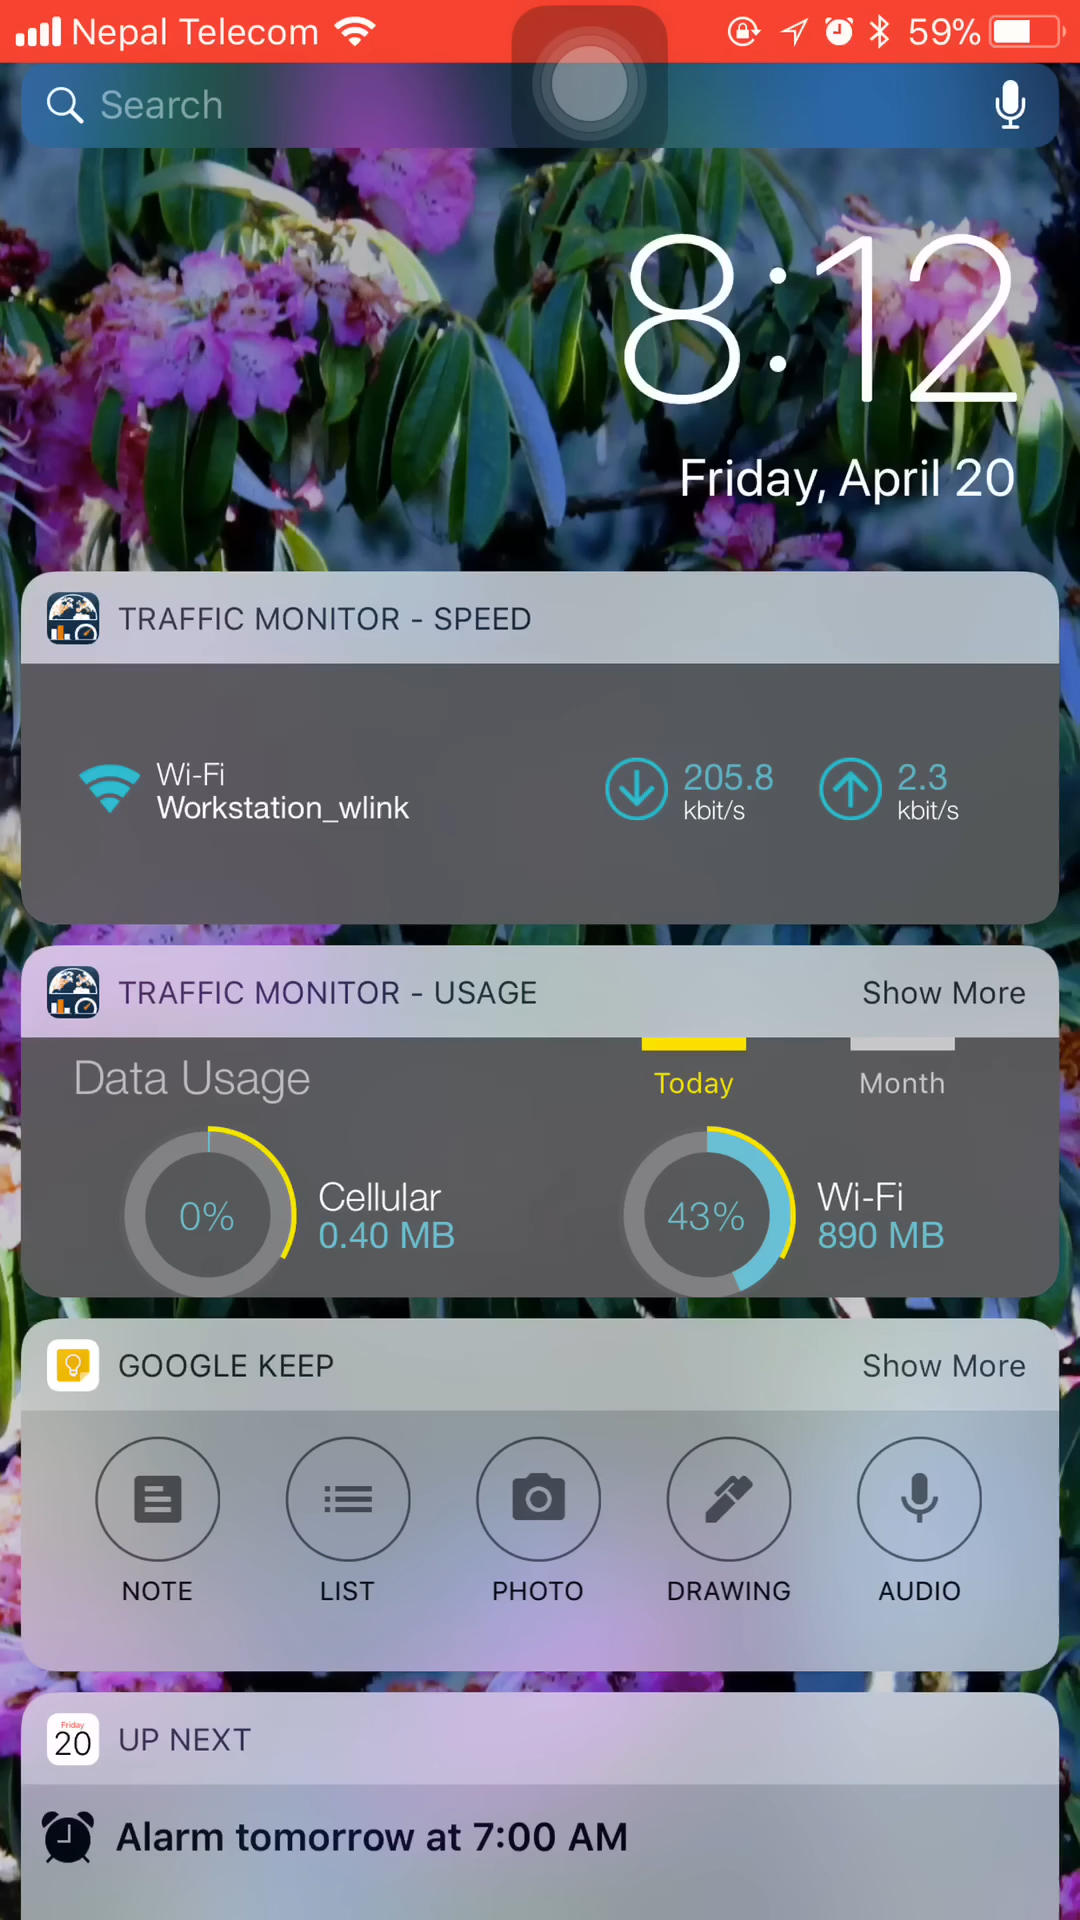 Nepal Telecom 59%
Search
8:12
Friday, April 20
TRAFFIC MONITOR - SPEED
Wi-Fi
Workstation_wlink
205.8
kbit/s
2.3
kbit/s
TRAFFIC MONITOR - USAGE Show More
Data Usage Today Month
0% Cellular
0.40 MB
43% Wi-Fi
890 MB
GOOGLE KEEP Show More
NOTE LIST PHOTO DRAWING AUDIO
Friday
20
UP NEXT
Alarm tomorrow at 7:00 AM